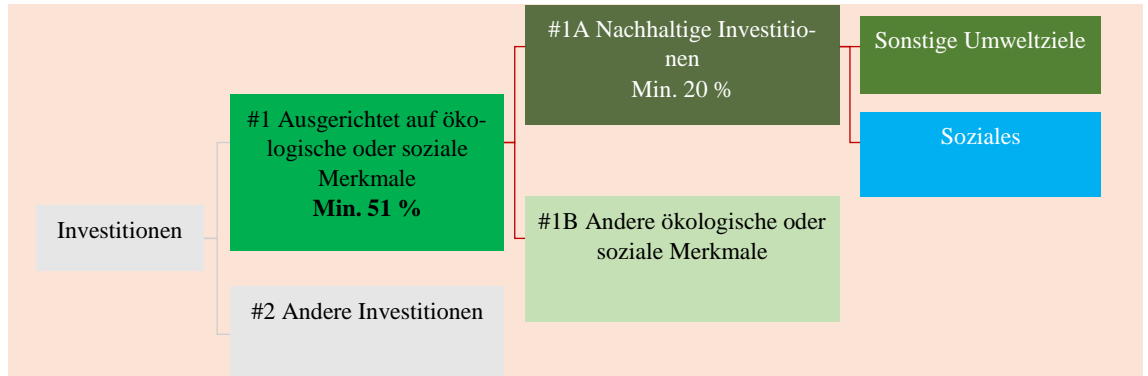 Investitionen
#1 Ausgerichtet auf öko-
logische oder soziale
Merkmale
Min. 51 %
#2 Andere Investitionen
#1A Nachhaltige Investitio-
nen
Min. 20 %
#1B Andere ökologische oder
soziale Merkmale
Sonstige Umweltziele
Soziales